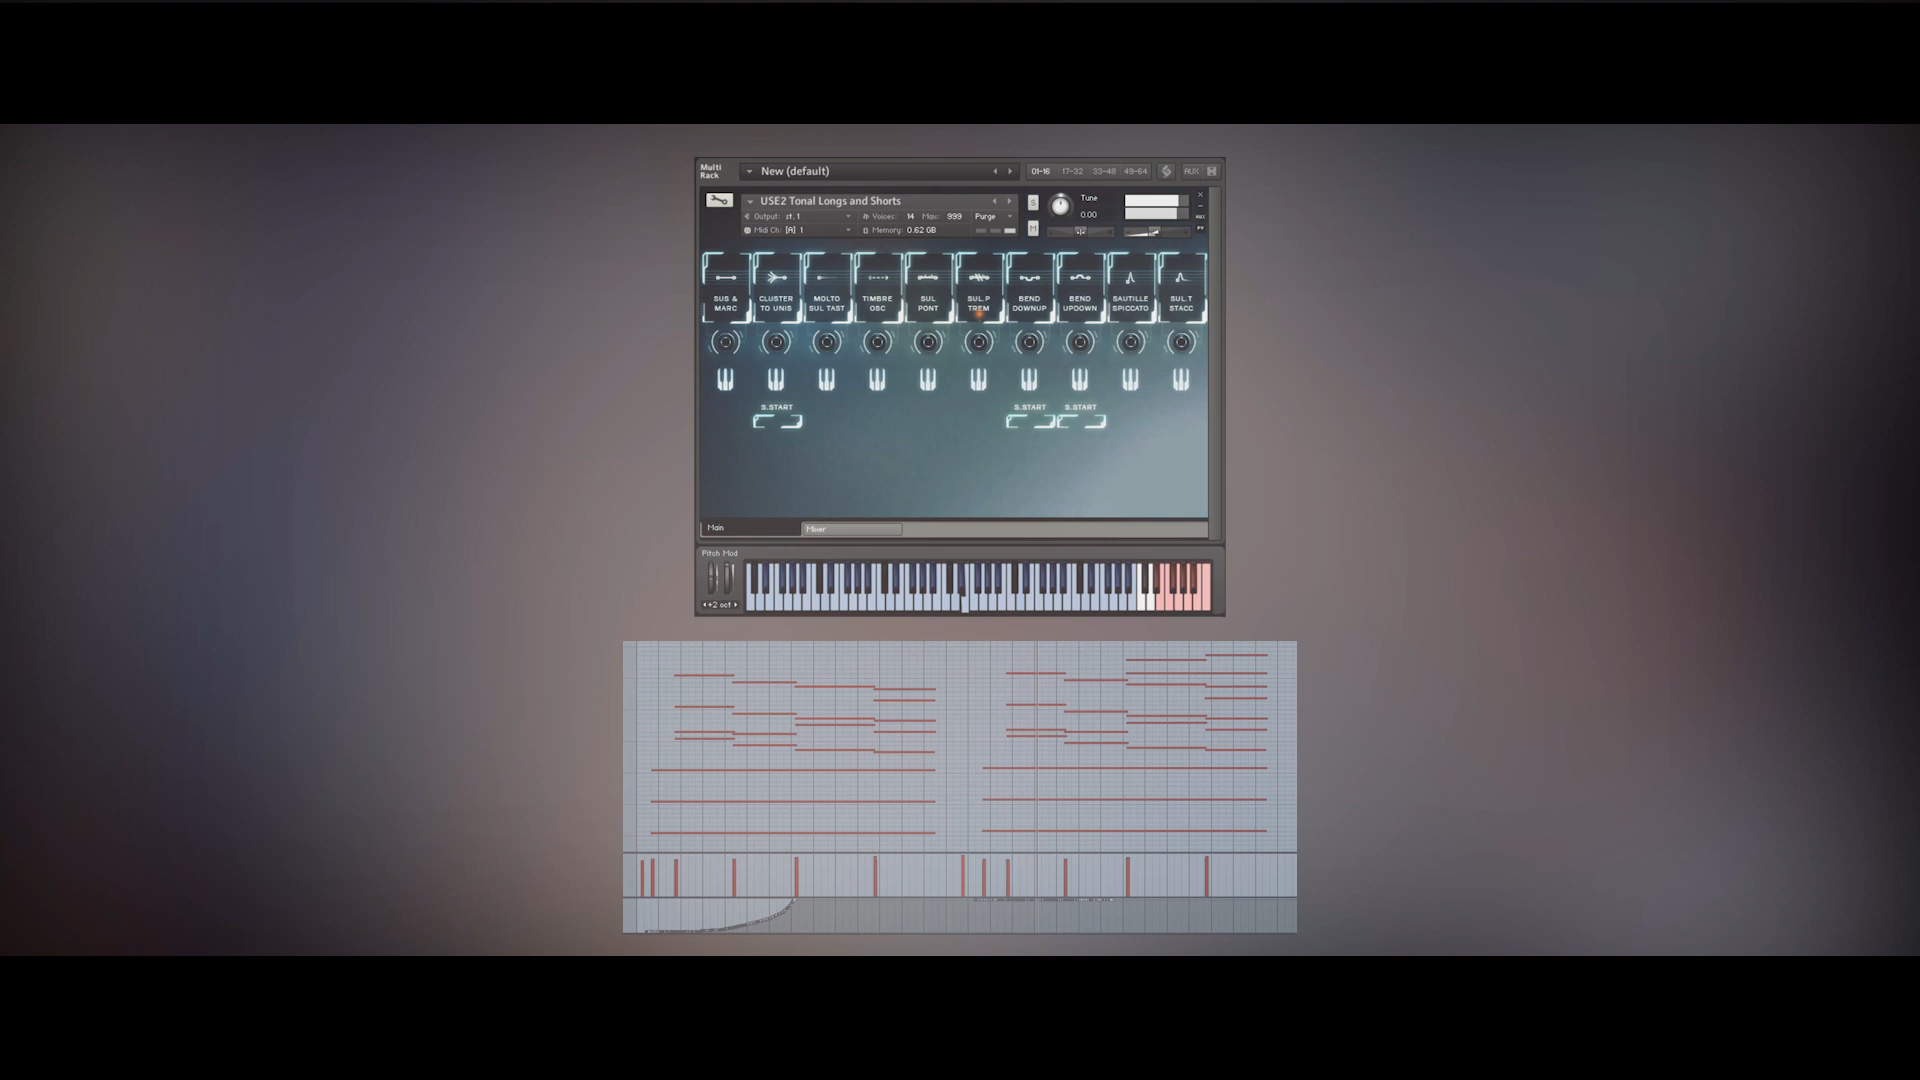 Multi Rack
New (default)
01-16 17-32 33-48 49-64
AUX
USE2 Tonal Longs and Shorts
S
Tune
0.00
Output: st. 1
Voices: 14 Max: 999 Purge
Midi Ch: [A] 1
Memory: 0.62 GB
M
AUX
PV
SUS & MARC
CLUSTER TO UNIS
MOLTO SUL TAST
TIMBRE OSC
SUL PONT
SUL.P TREM
BEND DOWNUP
BEND UPDOWN
SAUTILLE SPICCATO
SUL.T STACC
S.START
S.START
S.START
Main
Mixer
Pitch Mod
+2 oct